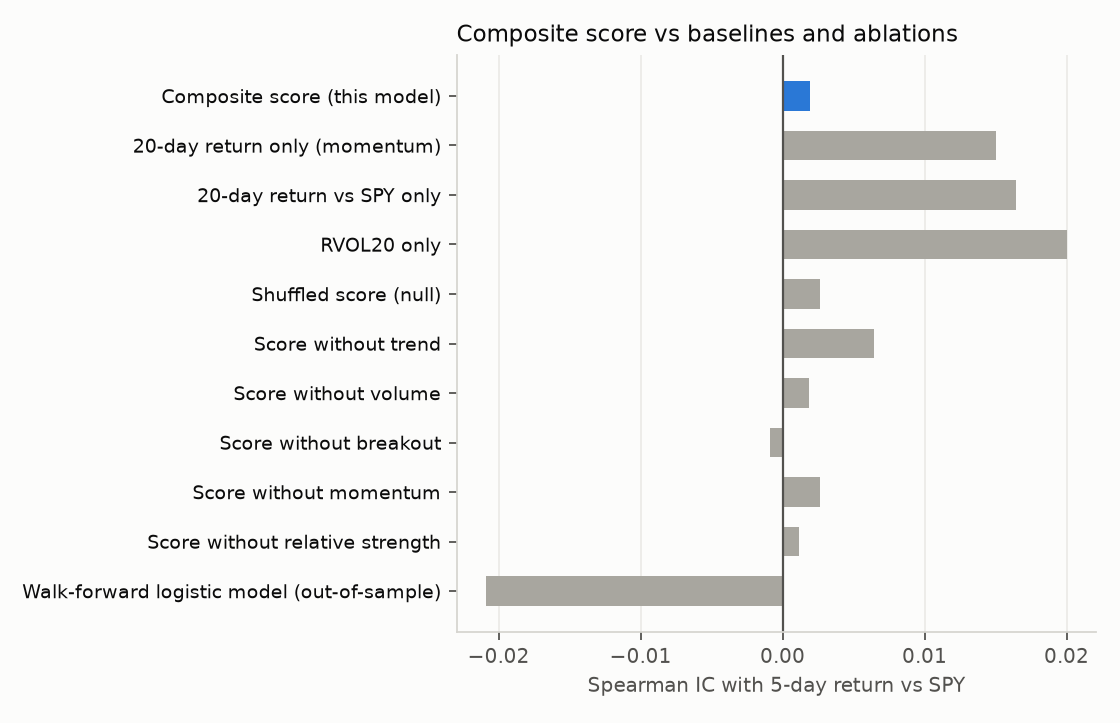 Composite score vs baselines and ablations
Composite score (this model)
20-day return only (momentum)
20-day return vs SPY only
RVOL20 only
Shuffled score (null)
Score without trend
Score without volume
Score without breakout
Score without momentum
Score without relative strength
Walk-forward logistic model (out-of-sample)
−0.02 −0.01 0.00 0.01 0.02
Spearman IC with 5-day return vs SPY